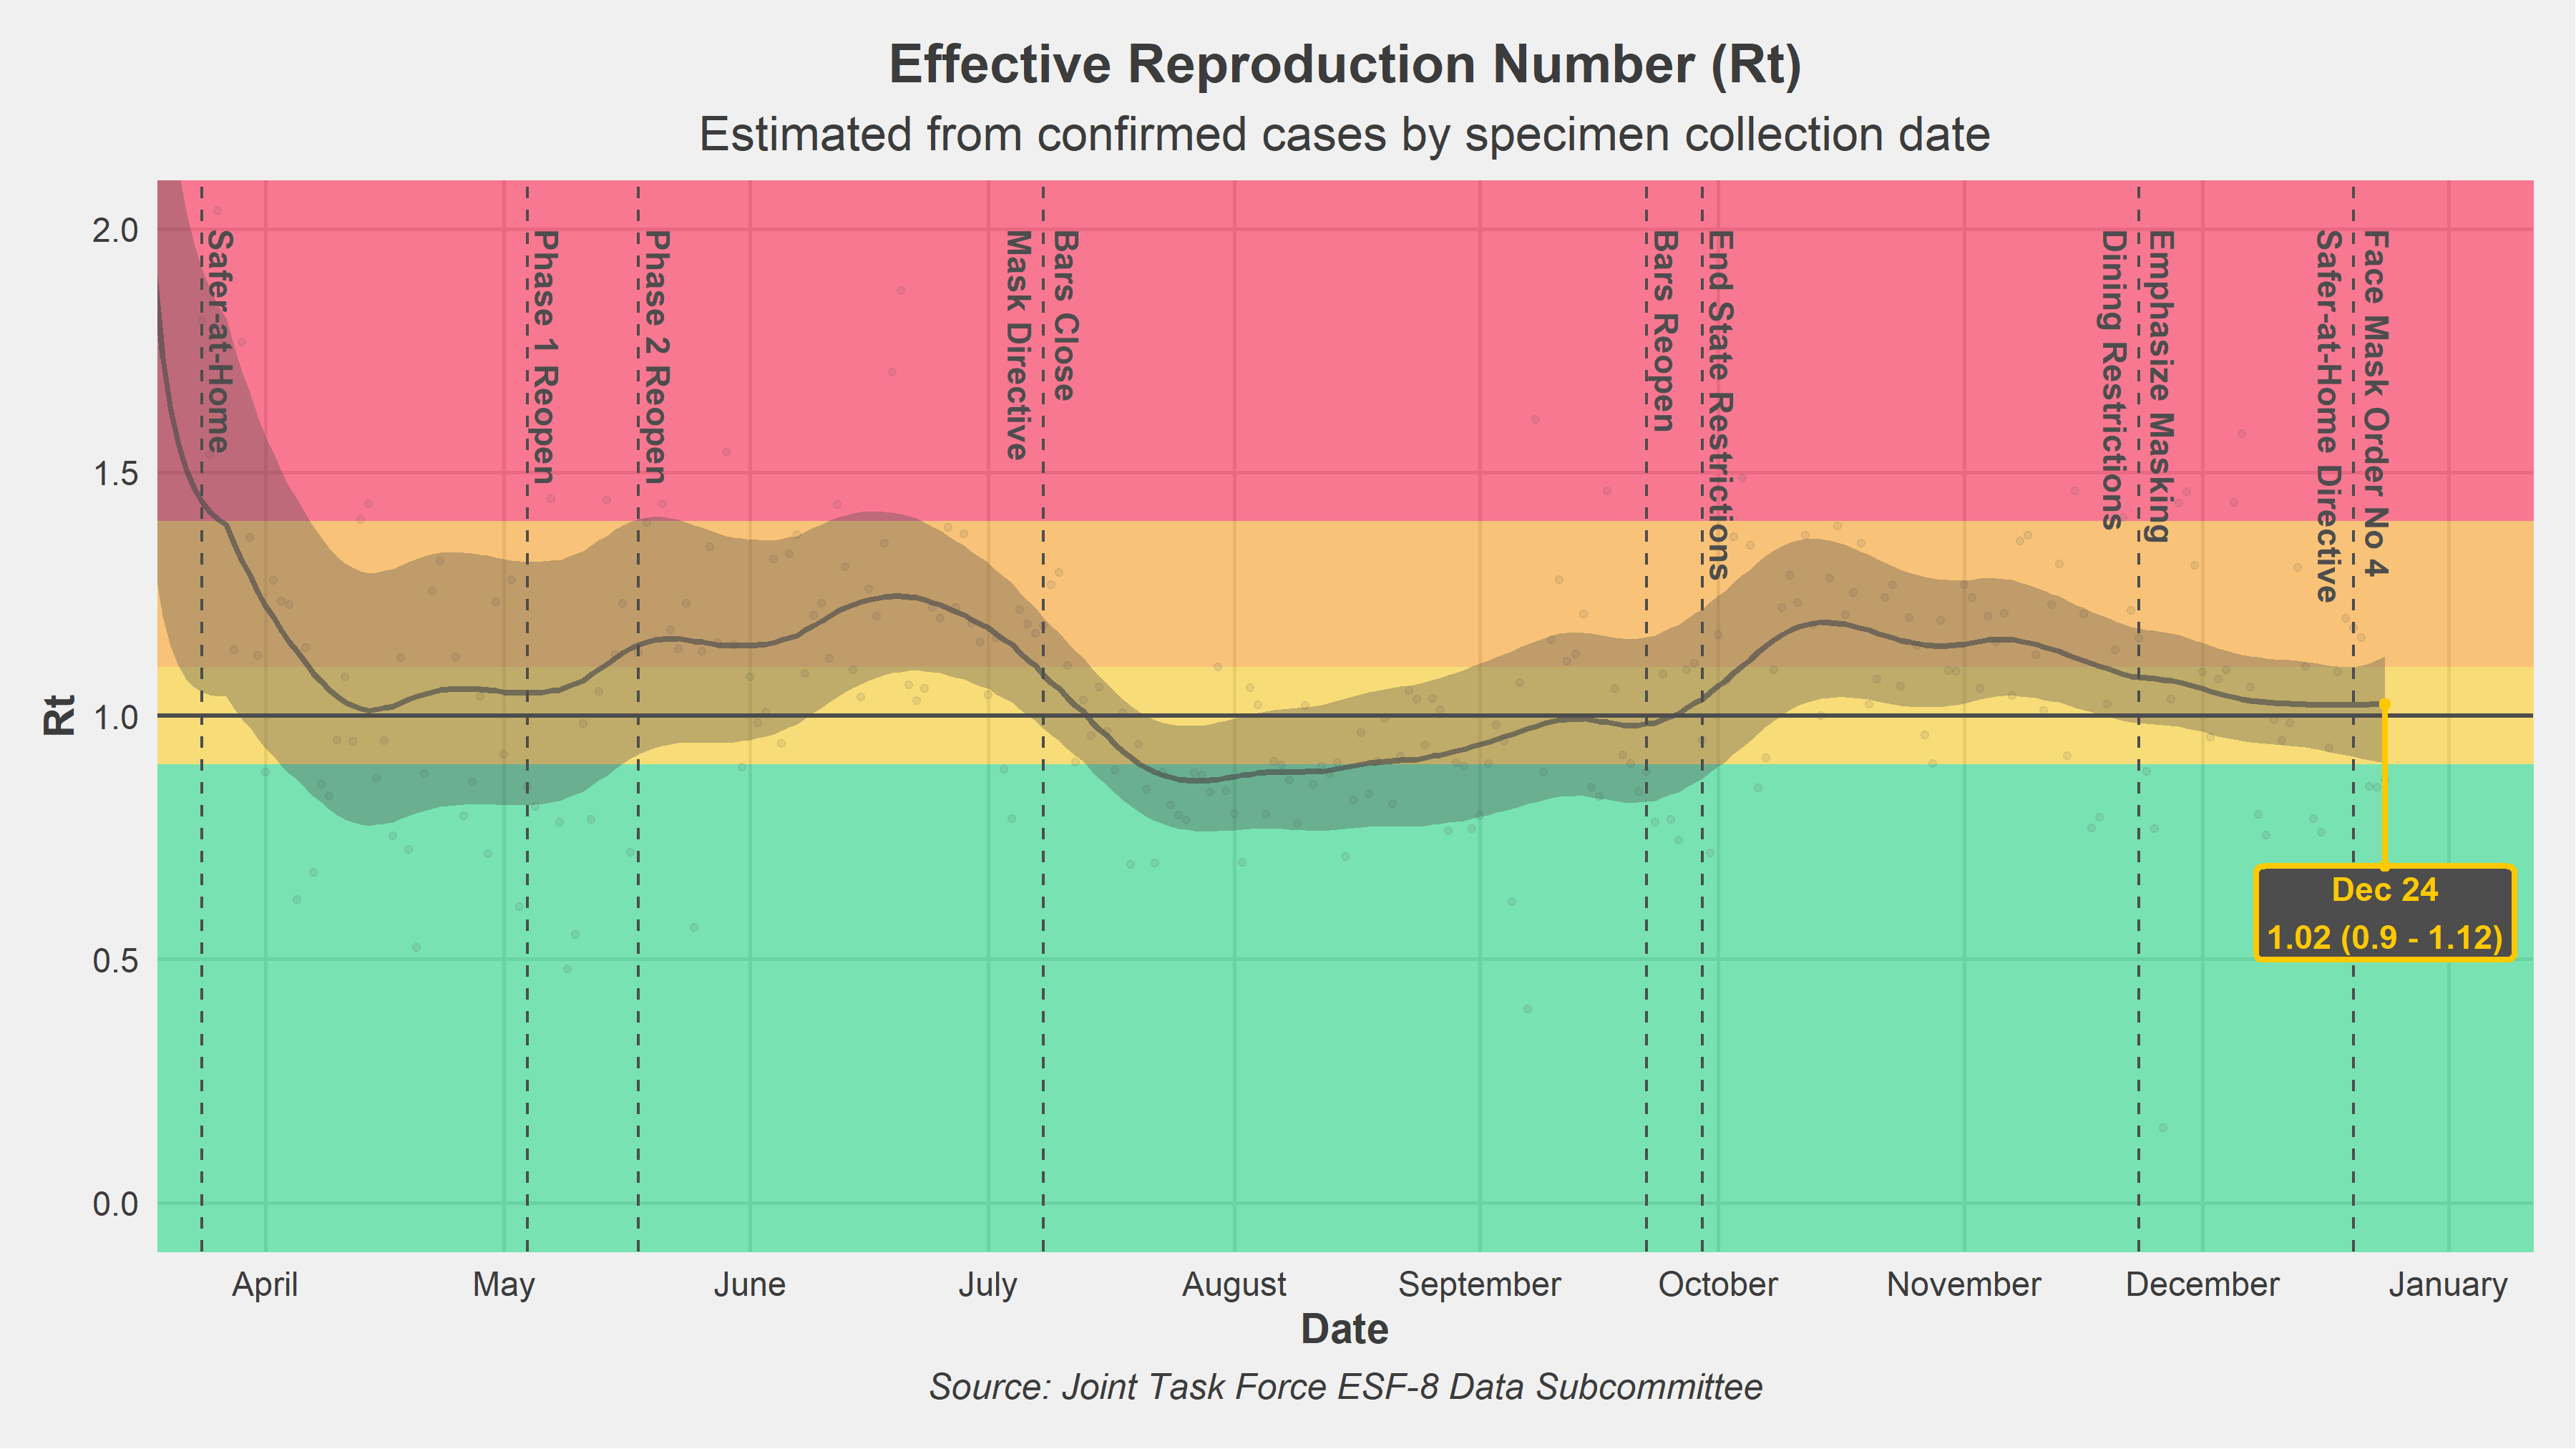 Effective Reproduction Number (Rt)
Estimated from confirmed cases by specimen collection date
Rt
2.0
1.5
1.0
0.5
0.0
Safer-at-Home
Phase 1 Reopen
Phase 2 Reopen
Mask Directive
Bars Close
Bars Reopen
End State Restrictions
Dining Restrictions
Emphasize Masking
Safer-at-Home Directive
Face Mask Order No 4
Dec 24
1.02 (0.9 - 1.12)
April
May
June
July
August
September
October
November
December
January
Date
Source: Joint Task Force ESF-8 Data Subcommittee